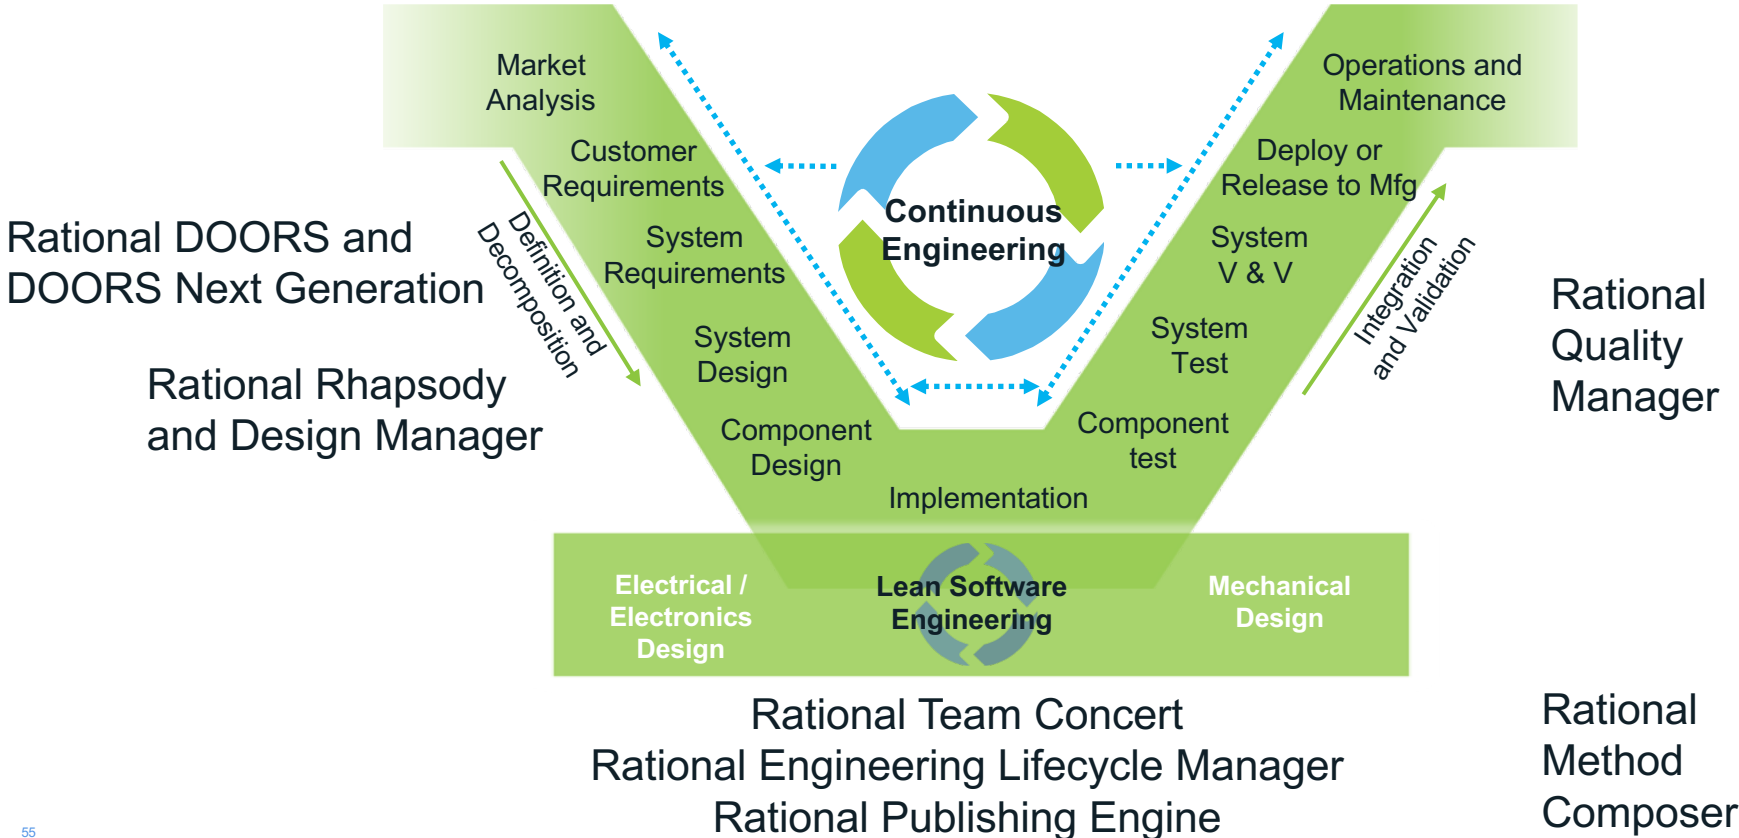 Market
Analysis
Customer
Requirements
System
Requirements
System
Design
Component
Design
Implementation
Component
test
System
Test
System
V & V
Deploy or
Release to Mfg
Operations and
Maintenance
Continuous
Engineering
Definition and
Decomposition
Integration
and Validation
Rational DOORS and
DOORS Next Generation
Rational Rhapsody
and Design Manager
Rational
Quality
Manager
Electrical /
Electronics
Design
Lean Software
Engineering
Mechanical
Design
Rational Team Concert
Rational Engineering Lifecycle Manager
Rational Publishing Engine
Rational
Method
Composer
55